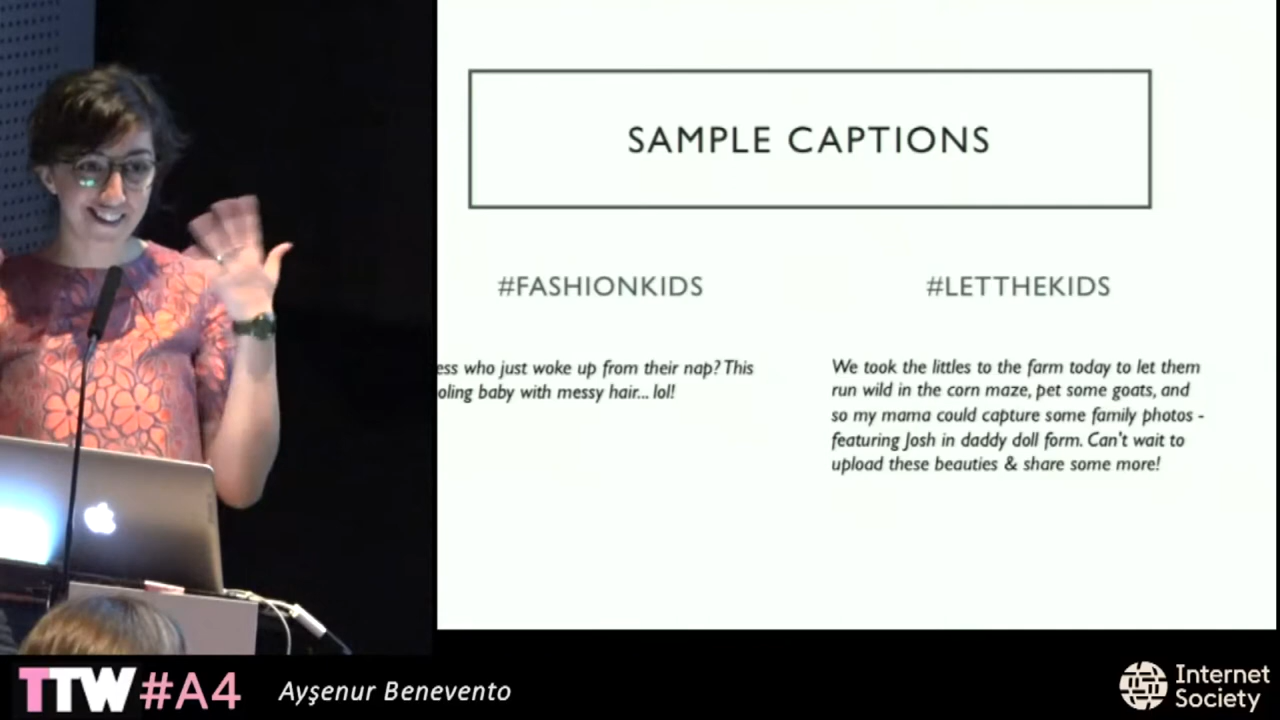 SAMPLE CAPTIONS
#FASHIONKIDS
who just woke up from their nap? This
baby with messy hair... lol!
#LETTHEKIDS
We took the littles to the farm today to let them
run wild in the corn maze, pet some goats, and
so my mama could capture some family photos -
featuring Josh in daddy doll form. Can't wait to
upload these beauties & share some more!
TTW#A4
Ayşenur Benevento
Internet
Society